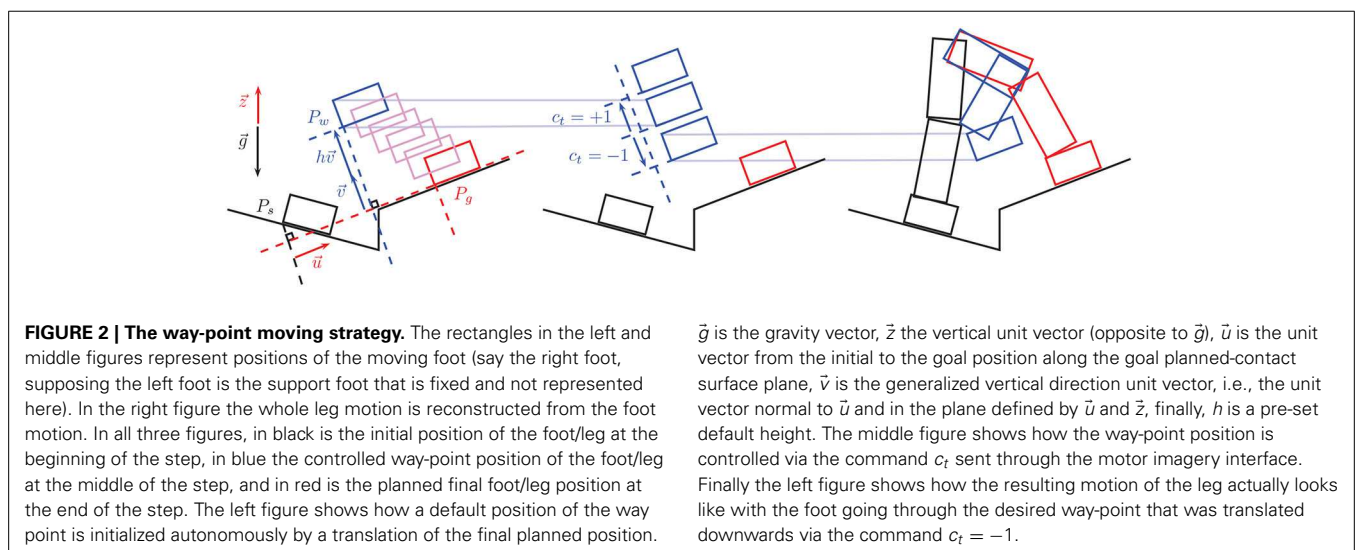 z⃗
g⃗
P_w
hv⃗
v⃗
P_s
u⃗
P_g
c_t = +1
c_t = −1
FIGURE 2 | The way-point moving strategy. The rectangles in the left and
middle figures represent positions of the moving foot (say the right foot,
supposing the left foot is the support foot that is fixed and not represented
here). In the right figure the whole leg motion is reconstructed from the foot
motion. In all three figures, in black is the initial position of the foot/leg at the
beginning of the step, in blue the controlled way-point position of the foot/leg
at the middle of the step, and in red is the planned final foot/leg position at
the end of the step. The left figure shows how a default position of the way
point is initialized autonomously by a translation of the final planned position.
g⃗ is the gravity vector, z⃗ the vertical unit vector (opposite to g⃗), u⃗ is the unit
vector from the initial to the goal position along the goal planned-contact
surface plane, v⃗ is the generalized vertical direction unit vector, i.e., the unit
vector normal to u⃗ and in the plane defined by u⃗ and z⃗, finally, h is a pre-set
default height. The middle figure shows how the way-point position is
controlled via the command c_t sent through the motor imagery interface.
Finally the left figure shows how the resulting motion of the leg actually looks
like with the foot going through the desired way-point that was translated
downwards via the command c_t = −1.